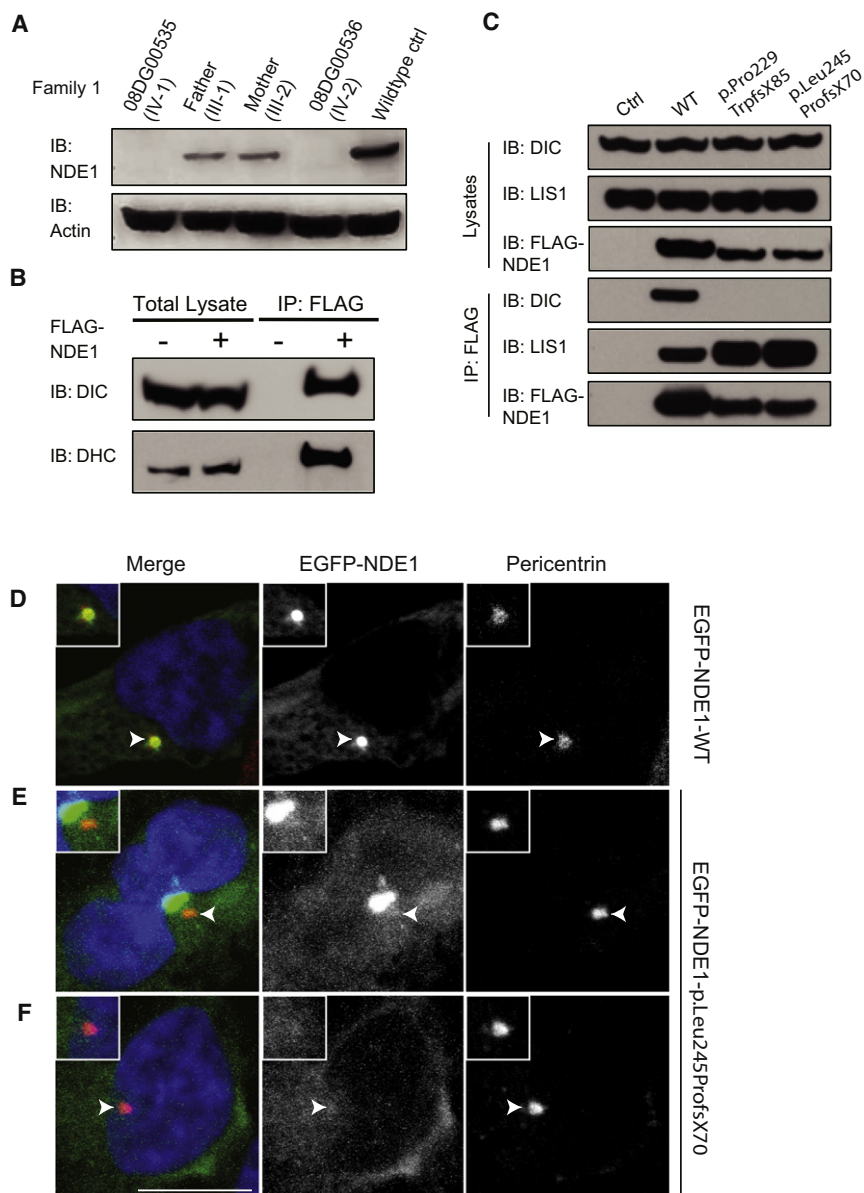 A
Family 1
08DG00535
(IV-1)
Father
(III-1)
Mother
(III-2)
08DG00536
(IV-2)
Wildtype ctrl
IB:
NDE1
IB:
Actin
B
Total Lysate
IP: FLAG
FLAG-
NDE1
- + - +
IB: DIC
IB: DHC
C
Ctrl
WT
p.Pro229
TrpfsX85
p.Leu245
ProfsX70
Lysates
IB: DIC
IB: LIS1
IB: FLAG-
NDE1
IP: FLAG
IB: DIC
IB: LIS1
IB: FLAG-
NDE1
Merge
EGFP-NDE1
Pericentrin
D
EGFP-NDE1-WT
E
F
EGFP-NDE1-p.Leu245ProfsX70